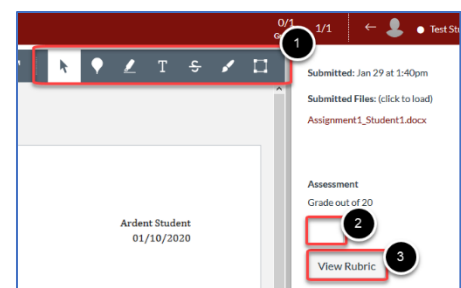 0/1
1/1
← ● Test Stu
1
T S
Submitted: Jan 29 at 1:40pm
Submitted Files: (click to load)
Assignment1_Student1.docx
Ardent Student
01/10/2020
Assessment
Grade out of 20
2
View Rubric
3